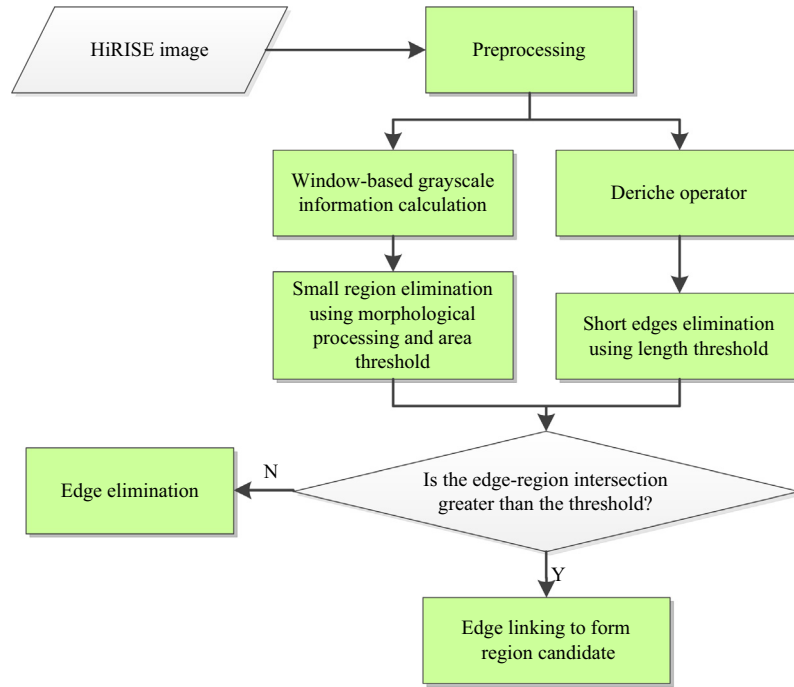 HiRISE image
Preprocessing
Window-based grayscale
information calculation
Deriche operator
Small region elimination
using morphological
processing and area
threshold
Short edges elimination
using length threshold
Is the edge-region intersection
greater than the threshold?
N
Edge elimination
Y
Edge linking to form
region candidate